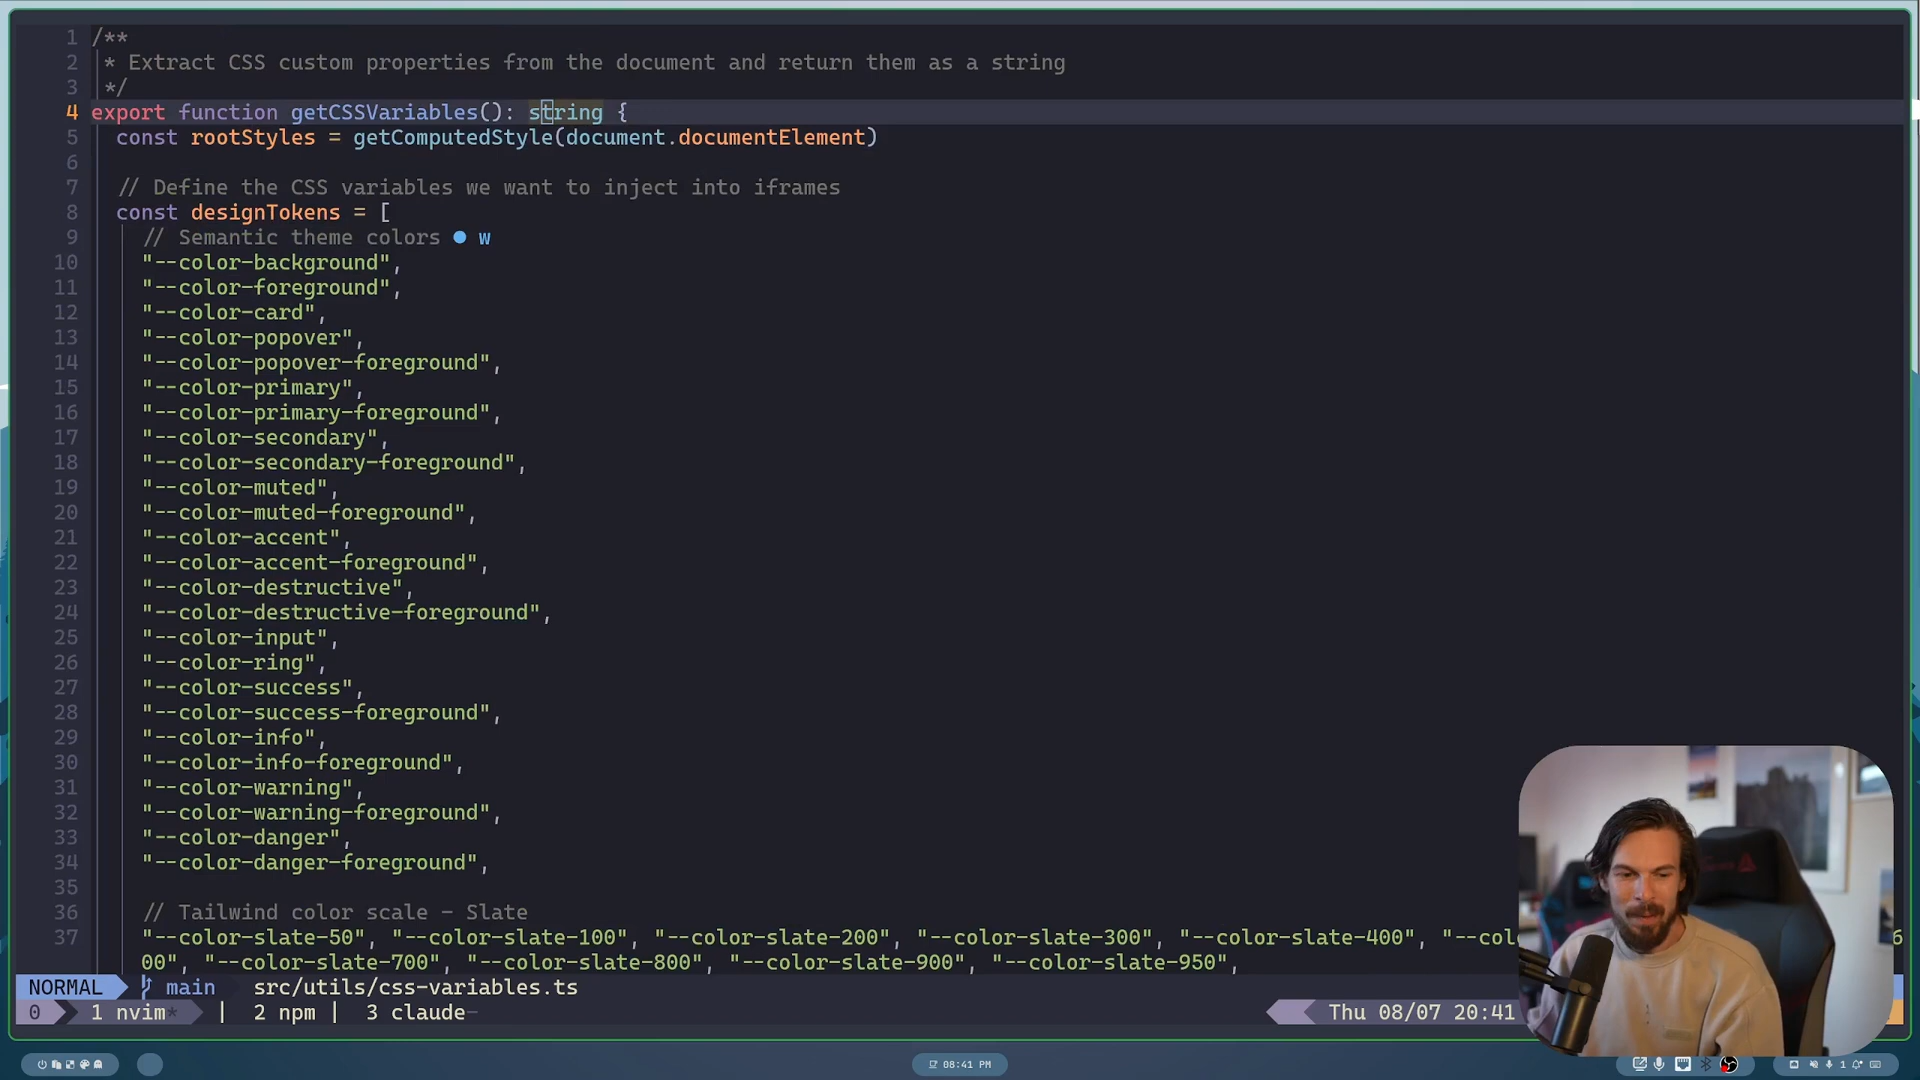 1 /**
2 * Extract CSS custom properties from the document and return them as a string
3 */
4 export function getCSSVariables(): string {
5 const rootStyles = getComputedStyle(document.documentElement)
6
7 // Define the CSS variables we want to inject into iframes
8 const designTokens = [
9 // Semantic theme colors ● w
10 "--color-background",
11 "--color-foreground",
12 "--color-card",
13 "--color-popover",
14 "--color-popover-foreground",
15 "--color-primary",
16 "--color-primary-foreground",
17 "--color-secondary",
18 "--color-secondary-foreground",
19 "--color-muted",
20 "--color-muted-foreground",
21 "--color-accent",
22 "--color-accent-foreground",
23 "--color-destructive",
24 "--color-destructive-foreground",
25 "--color-input",
26 "--color-ring",
27 "--color-success",
28 "--color-success-foreground",
29 "--color-info",
30 "--color-info-foreground",
31 "--color-warning",
32 "--color-warning-foreground",
33 "--color-danger",
34 "--color-danger-foreground",
35
36 // Tailwind color scale - Slate
37 "--color-slate-50", "--color-slate-100", "--color-slate-200", "--color-slate-300", "--color-slate-400", "--co 6
00", "--color-slate-700", "--color-slate-800", "--color-slate-900", "--color-slate-950",
NORMAL main src/utils/css-variables.ts
0 1 nvim* | 2 npm | 3 claude- Thu 08/07 20:41
08:41 PM 1